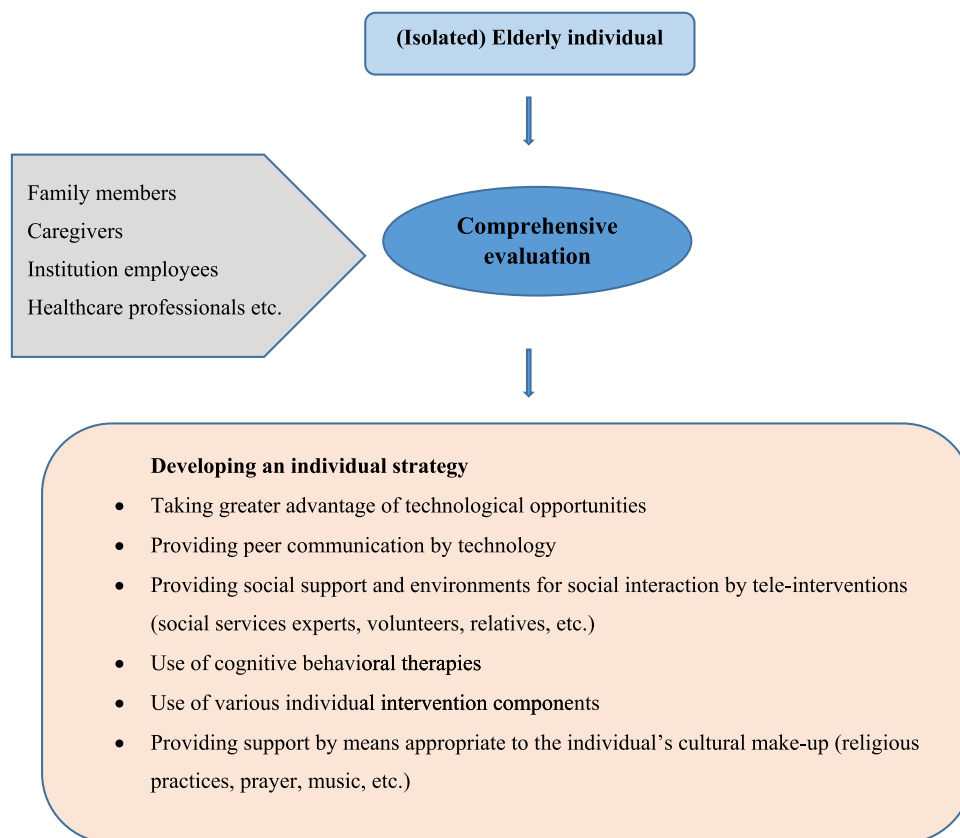 (Isolated) Elderly individual
Family members
Caregivers
Institution employees
Healthcare professionals etc.
Comprehensive
evaluation
Developing an individual strategy
• Taking greater advantage of technological opportunities
• Providing peer communication by technology
• Providing social support and environments for social interaction by tele-interventions
(social services experts, volunteers, relatives, etc.)
• Use of cognitive behavioral therapies
• Use of various individual intervention components
• Providing support by means appropriate to the individual’s cultural make-up (religious
practices, prayer, music, etc.)